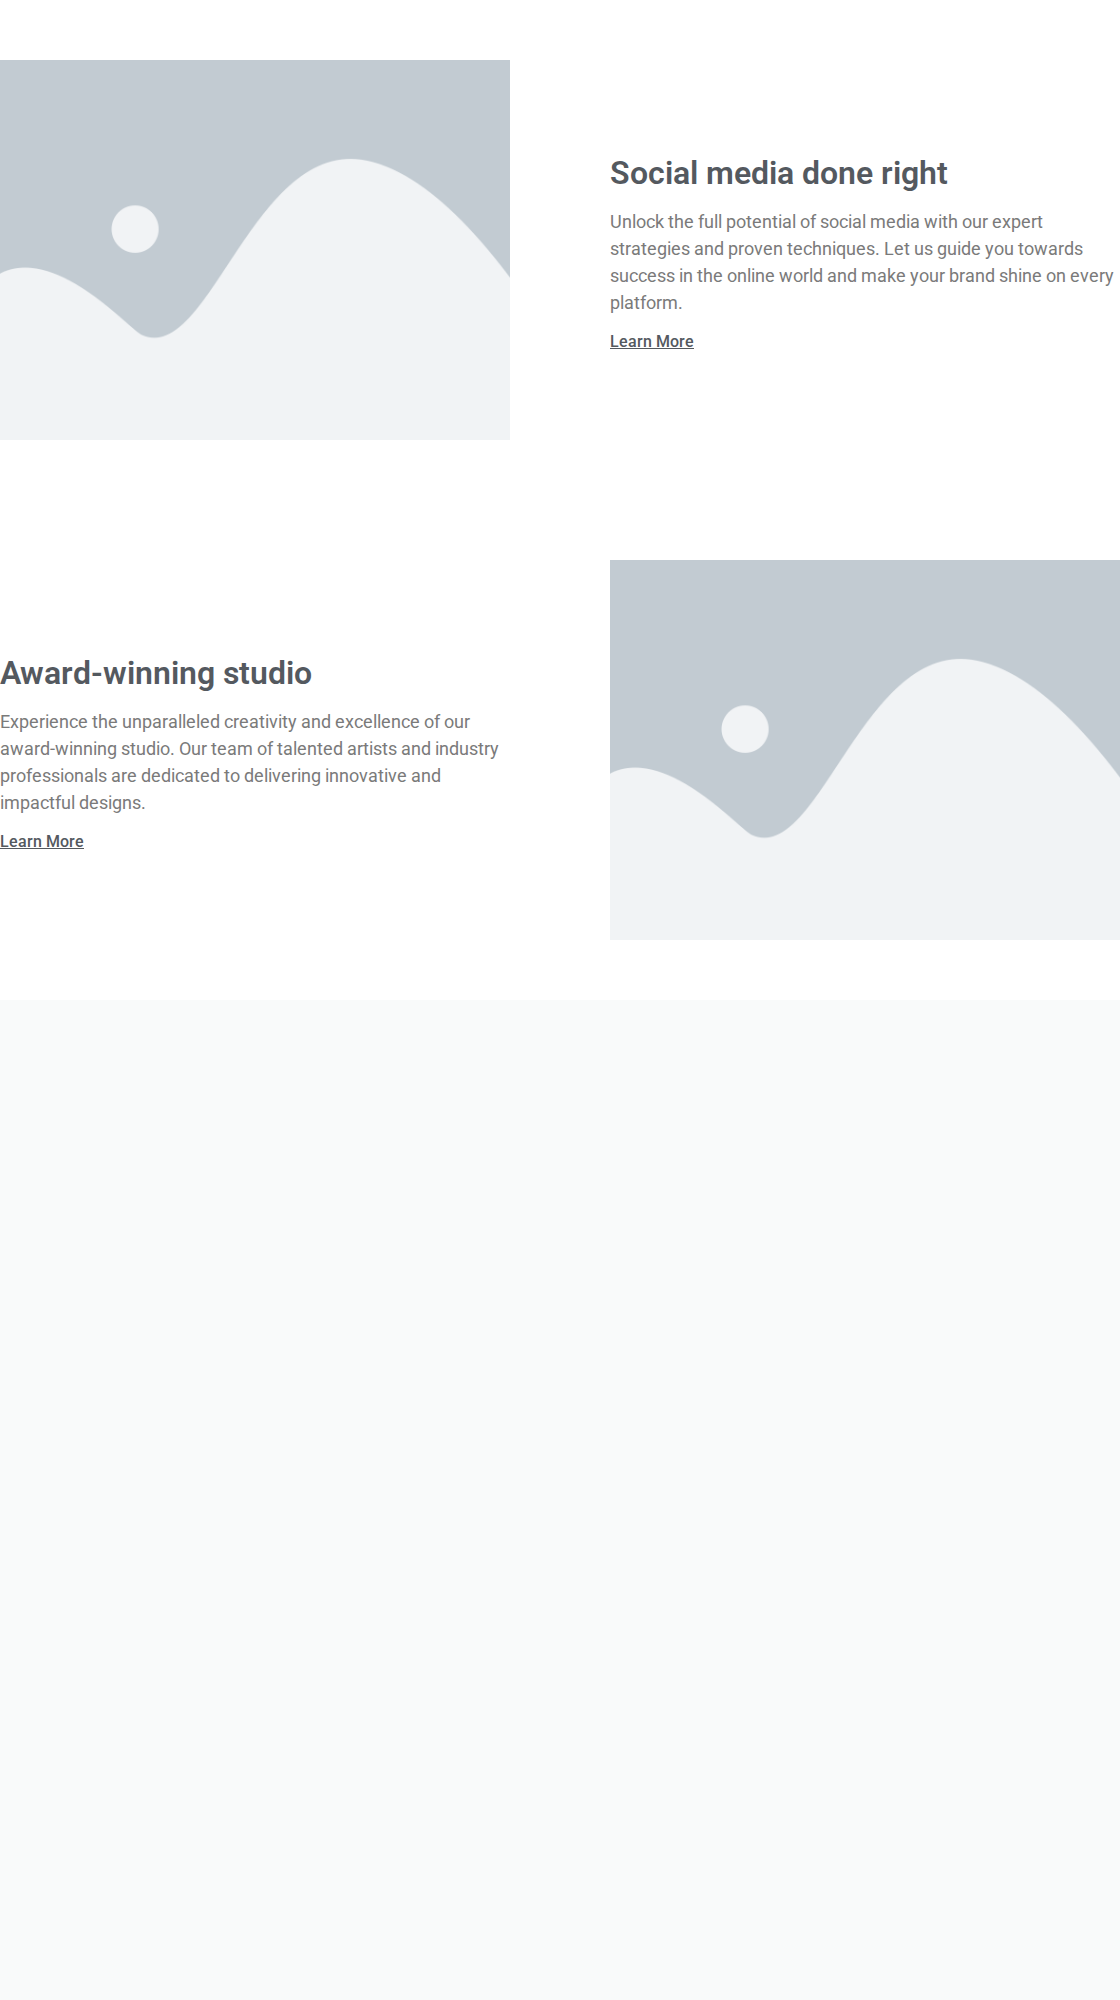 Social media done right
Unlock the full potential of social media with our expert
strategies and proven techniques. Let us guide you towards
success in the online world and make your brand shine on every
platform.
Learn More
Award-winning studio
Experience the unparalleled creativity and excellence of our
award-winning studio. Our team of talented artists and industry
professionals are dedicated to delivering innovative and
impactful designs.
Learn More